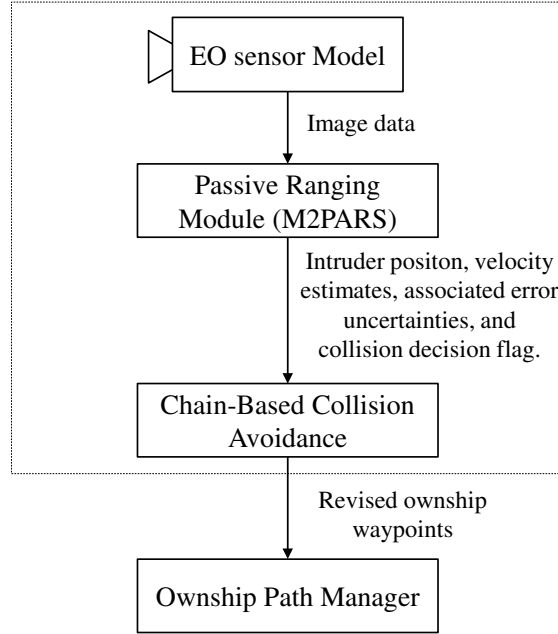 EO sensor Model
Image data
Passive Ranging
Module (M2PARS)
Intruder positon, velocity
estimates, associated error
uncertainties, and
collision decision flag.
Chain-Based Collision
Avoidance
Revised ownship
waypoints
Ownship Path Manager